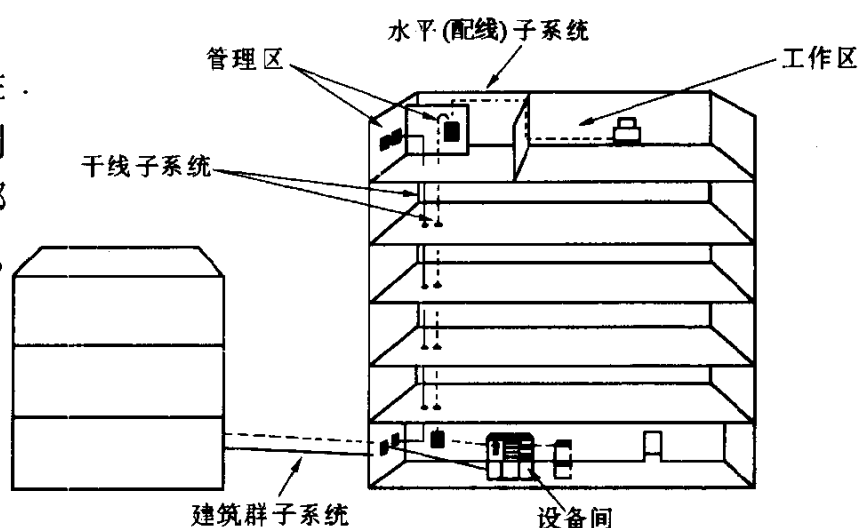 水平(配线)子系统
管理区
工作区
干线子系统
建筑群子系统
设备间